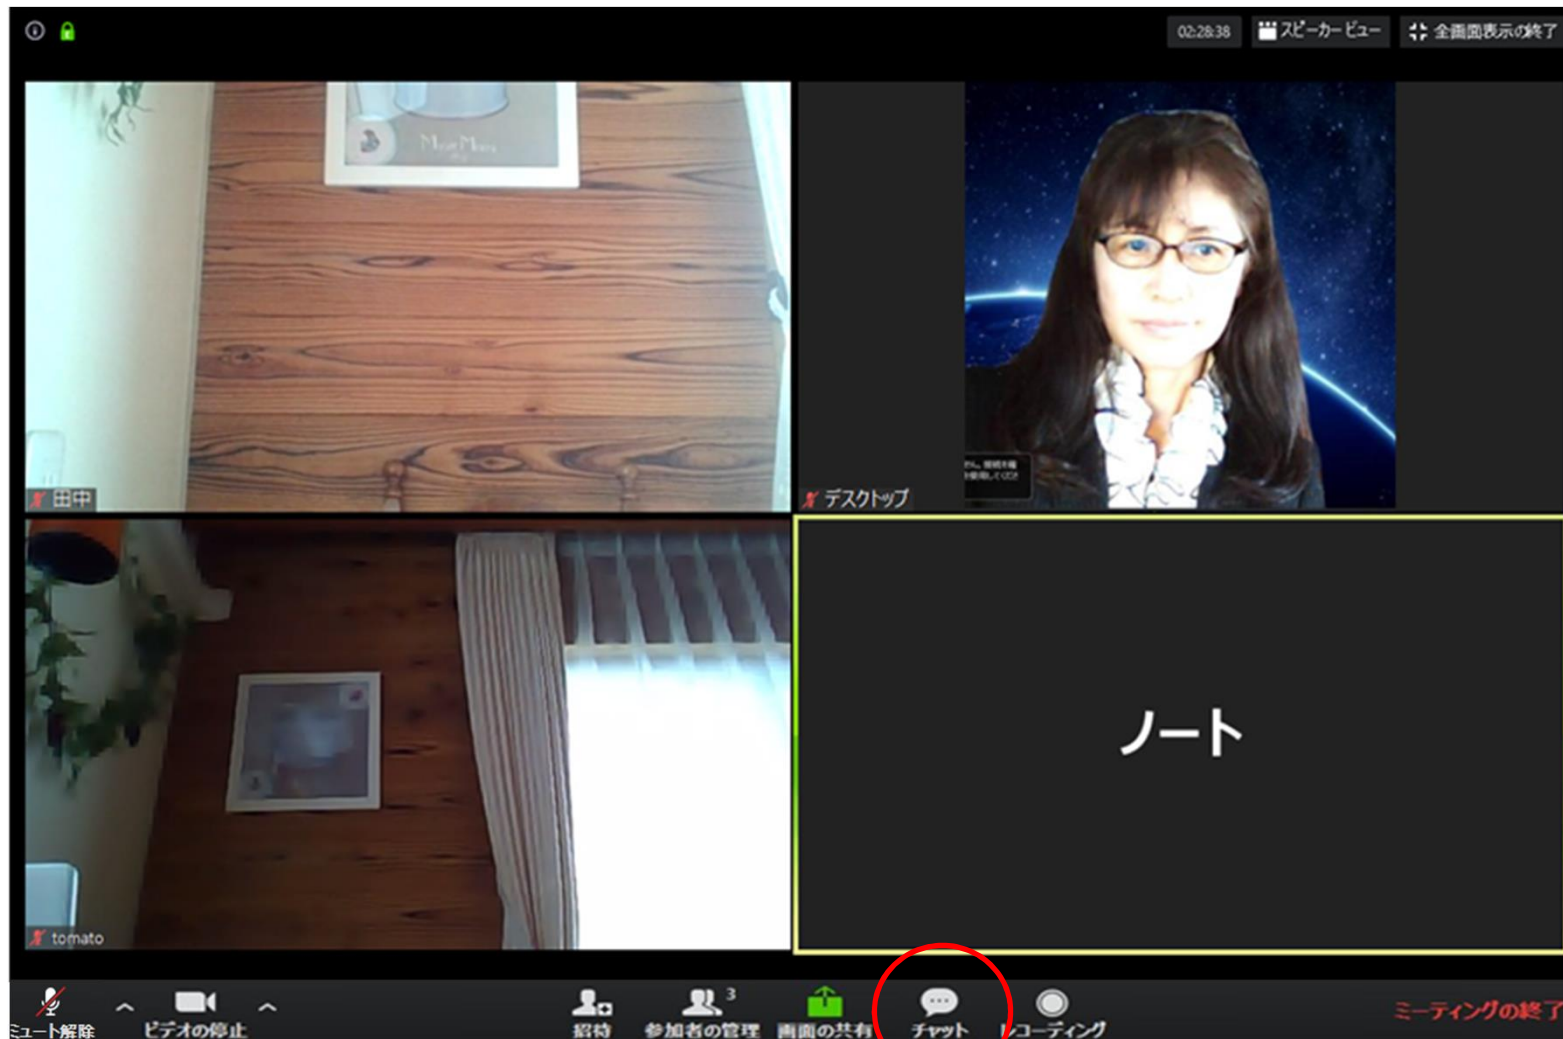 02:28:38
スピーカー ビュー
全画面表示の終了
田中
デスクトップ
tomato
ノート
ミュート解除
ビデオの停止
招待
参加者の管理
3
画面の共有
チャット
レコーディング
ミーティングの終了